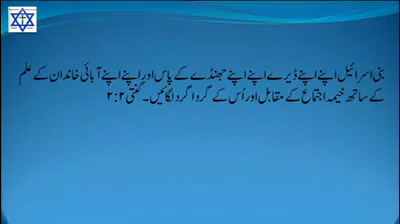 بنی اسرائیل اپنے اپنے ڈیرے اپنے اپنے جھنڈے کے پاس اور اپنے اپنے آبائی خاندان کے علم
کے ساتھ خیمہ اجتماع کے مقابل اور اُس کے گردا گرد لگائیں۔ گنتی ۲:۲